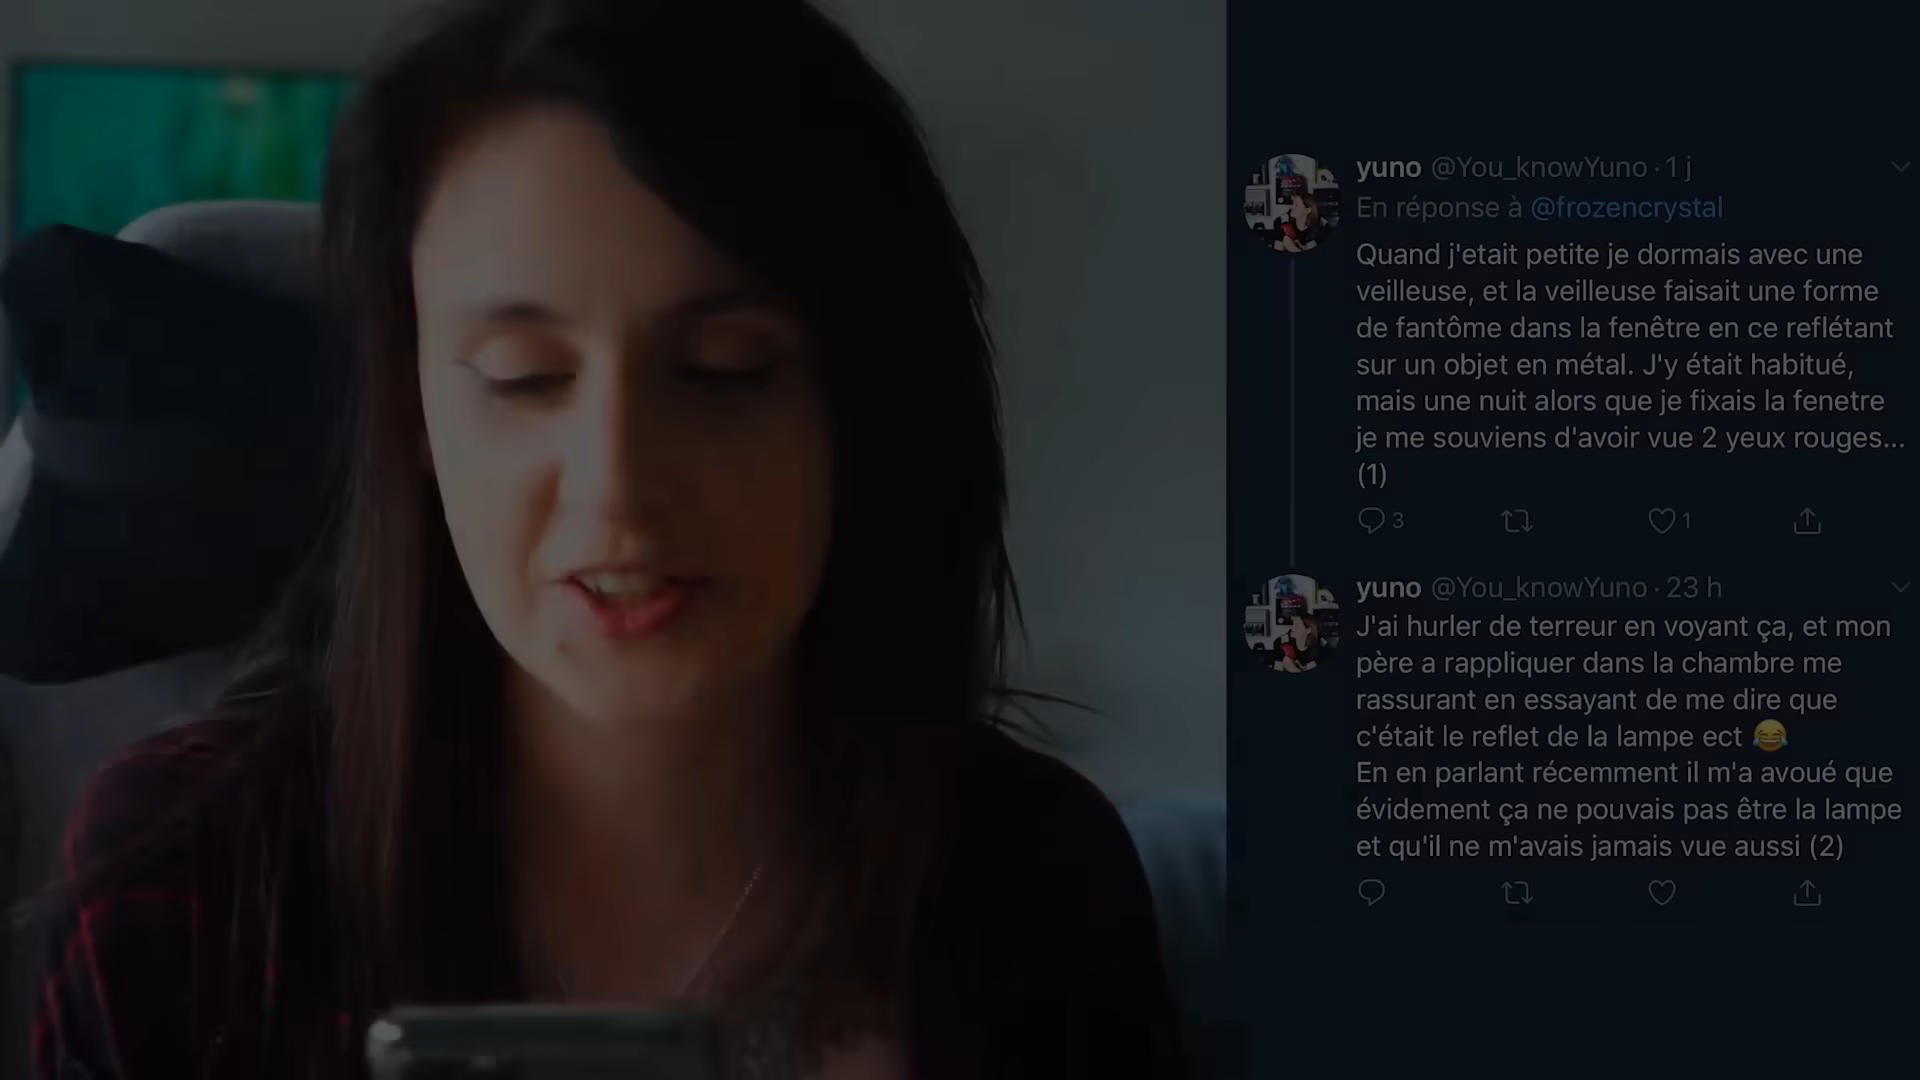 yuno @You_knowYuno · 1 j
En réponse à @frozencrystal
Quand j'etait petite je dormais avec une
veilleuse, et la veilleuse faisait une forme
de fantôme dans la fenêtre en ce reflétant
sur un objet en métal. J'y était habitué,
mais une nuit alors que je fixais la fenetre
je me souviens d'avoir vue 2 yeux rouges...
(1)
3 1
yuno @You_knowYuno · 23 h
J'ai hurler de terreur en voyant ça, et mon
père a rappliquer dans la chambre me
rassurant en essayant de me dire que
c'était le reflet de la lampe ect 😂
En en parlant récemment il m'a avoué que
évidement ça ne pouvais pas être la lampe
et qu'il ne m'avais jamais vue aussi (2)